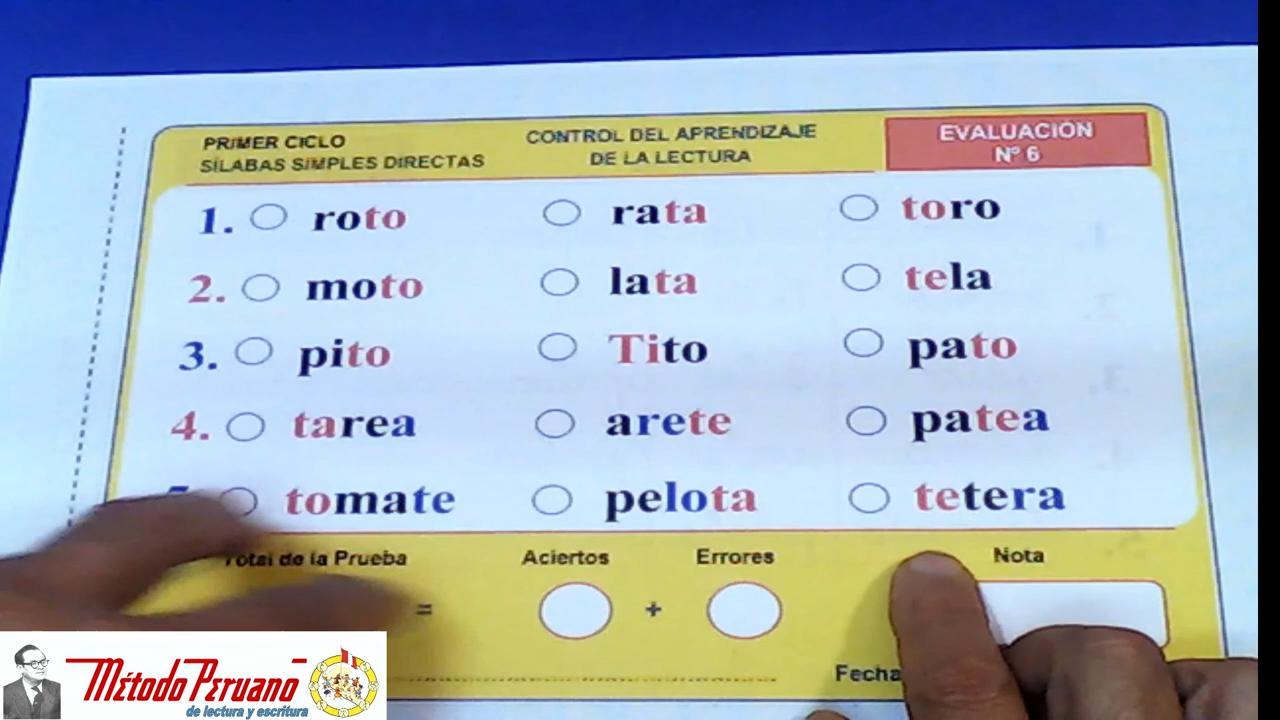 PRIMER CICLO
SÍLABAS SIMPLES DIRECTAS
CONTROL DEL APRENDIZAJE
DE LA LECTURA
EVALUACIÓN
Nº 6
1. roto rata toro
2. moto lata tela
3. pito Tito pato
4. tarea arete patea
tomate pelota tetera
Total de la Prueba Aciertos Errores Nota
= +
Fecha
Método Peruano
de lectura y escritura